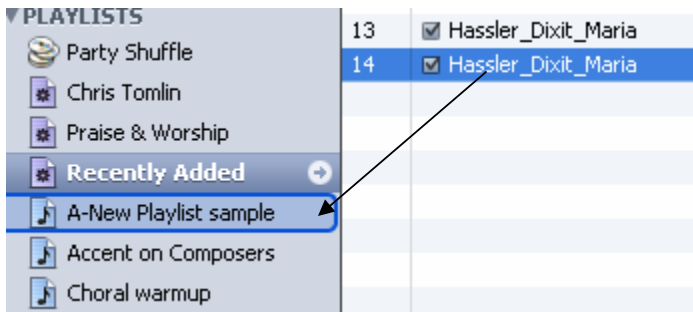 PLAYLISTS
Party Shuffle
Chris Tomlin
Praise & Worship
Recently Added
A-New Playlist sample
Accent on Composers
Choral warmup
13 Hassler_Dixit_Maria
14 Hassler_Dixit_Maria